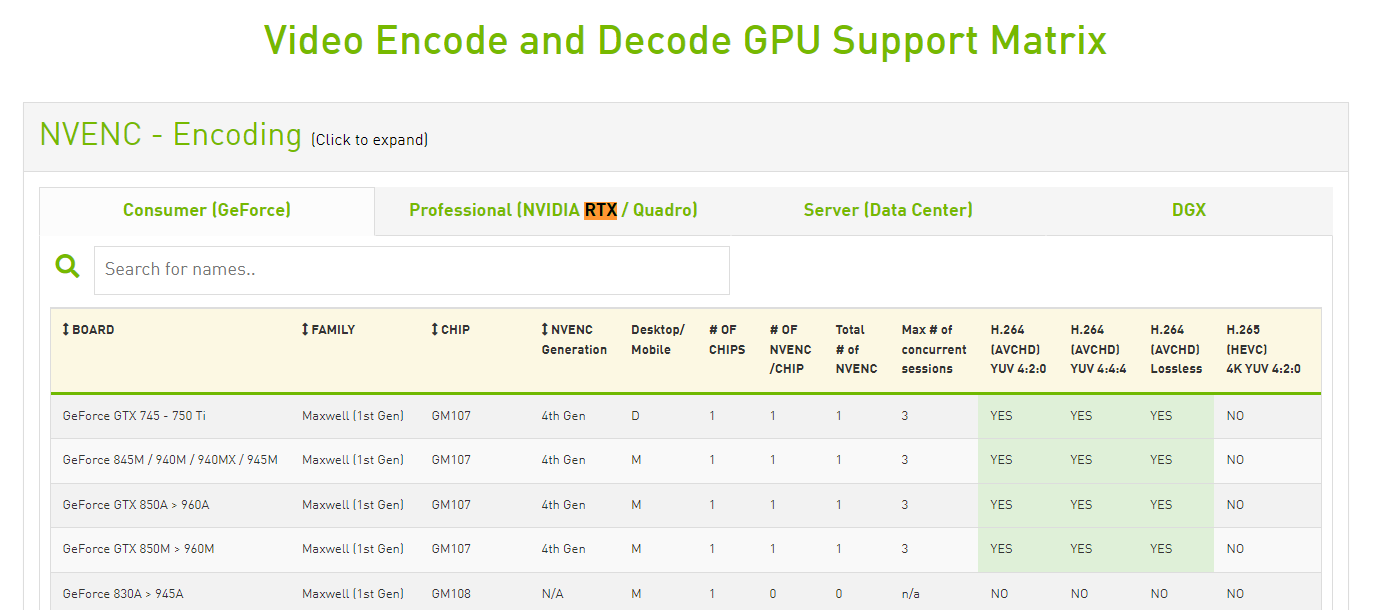 Video Encode and Decode GPU Support Matrix
NVENC - Encoding (Click to expand)
Consumer (GeForce) Professional (NVIDIA RTX / Quadro) Server (Data Center) DGX
Search for names..
BOARD FAMILY CHIP NVENC Desktop/ # OF # OF Total Max # of H.264 H.264 H.264 H.265
Generation Mobile CHIPS NVENC # of concurrent (AVCHD) (AVCHD) (AVCHD) (HEVC)
/CHIP NVENC sessions YUV 4:2:0 YUV 4:4:4 Lossless 4K YUV 4:2:0
GeForce GTX 745 - 750 Ti Maxwell (1st Gen) GM107 4th Gen D 1 1 1 3 YES YES YES NO
GeForce 845M / 940M / 940MX / 945M Maxwell (1st Gen) GM107 4th Gen M 1 1 1 3 YES YES YES NO
GeForce GTX 850A > 960A Maxwell (1st Gen) GM107 4th Gen M 1 1 1 3 YES YES YES NO
GeForce GTX 850M > 960M Maxwell (1st Gen) GM107 4th Gen M 1 1 1 3 YES YES YES NO
GeForce 830A > 945A Maxwell (1st Gen) GM108 N/A M 1 0 0 n/a NO NO NO NO